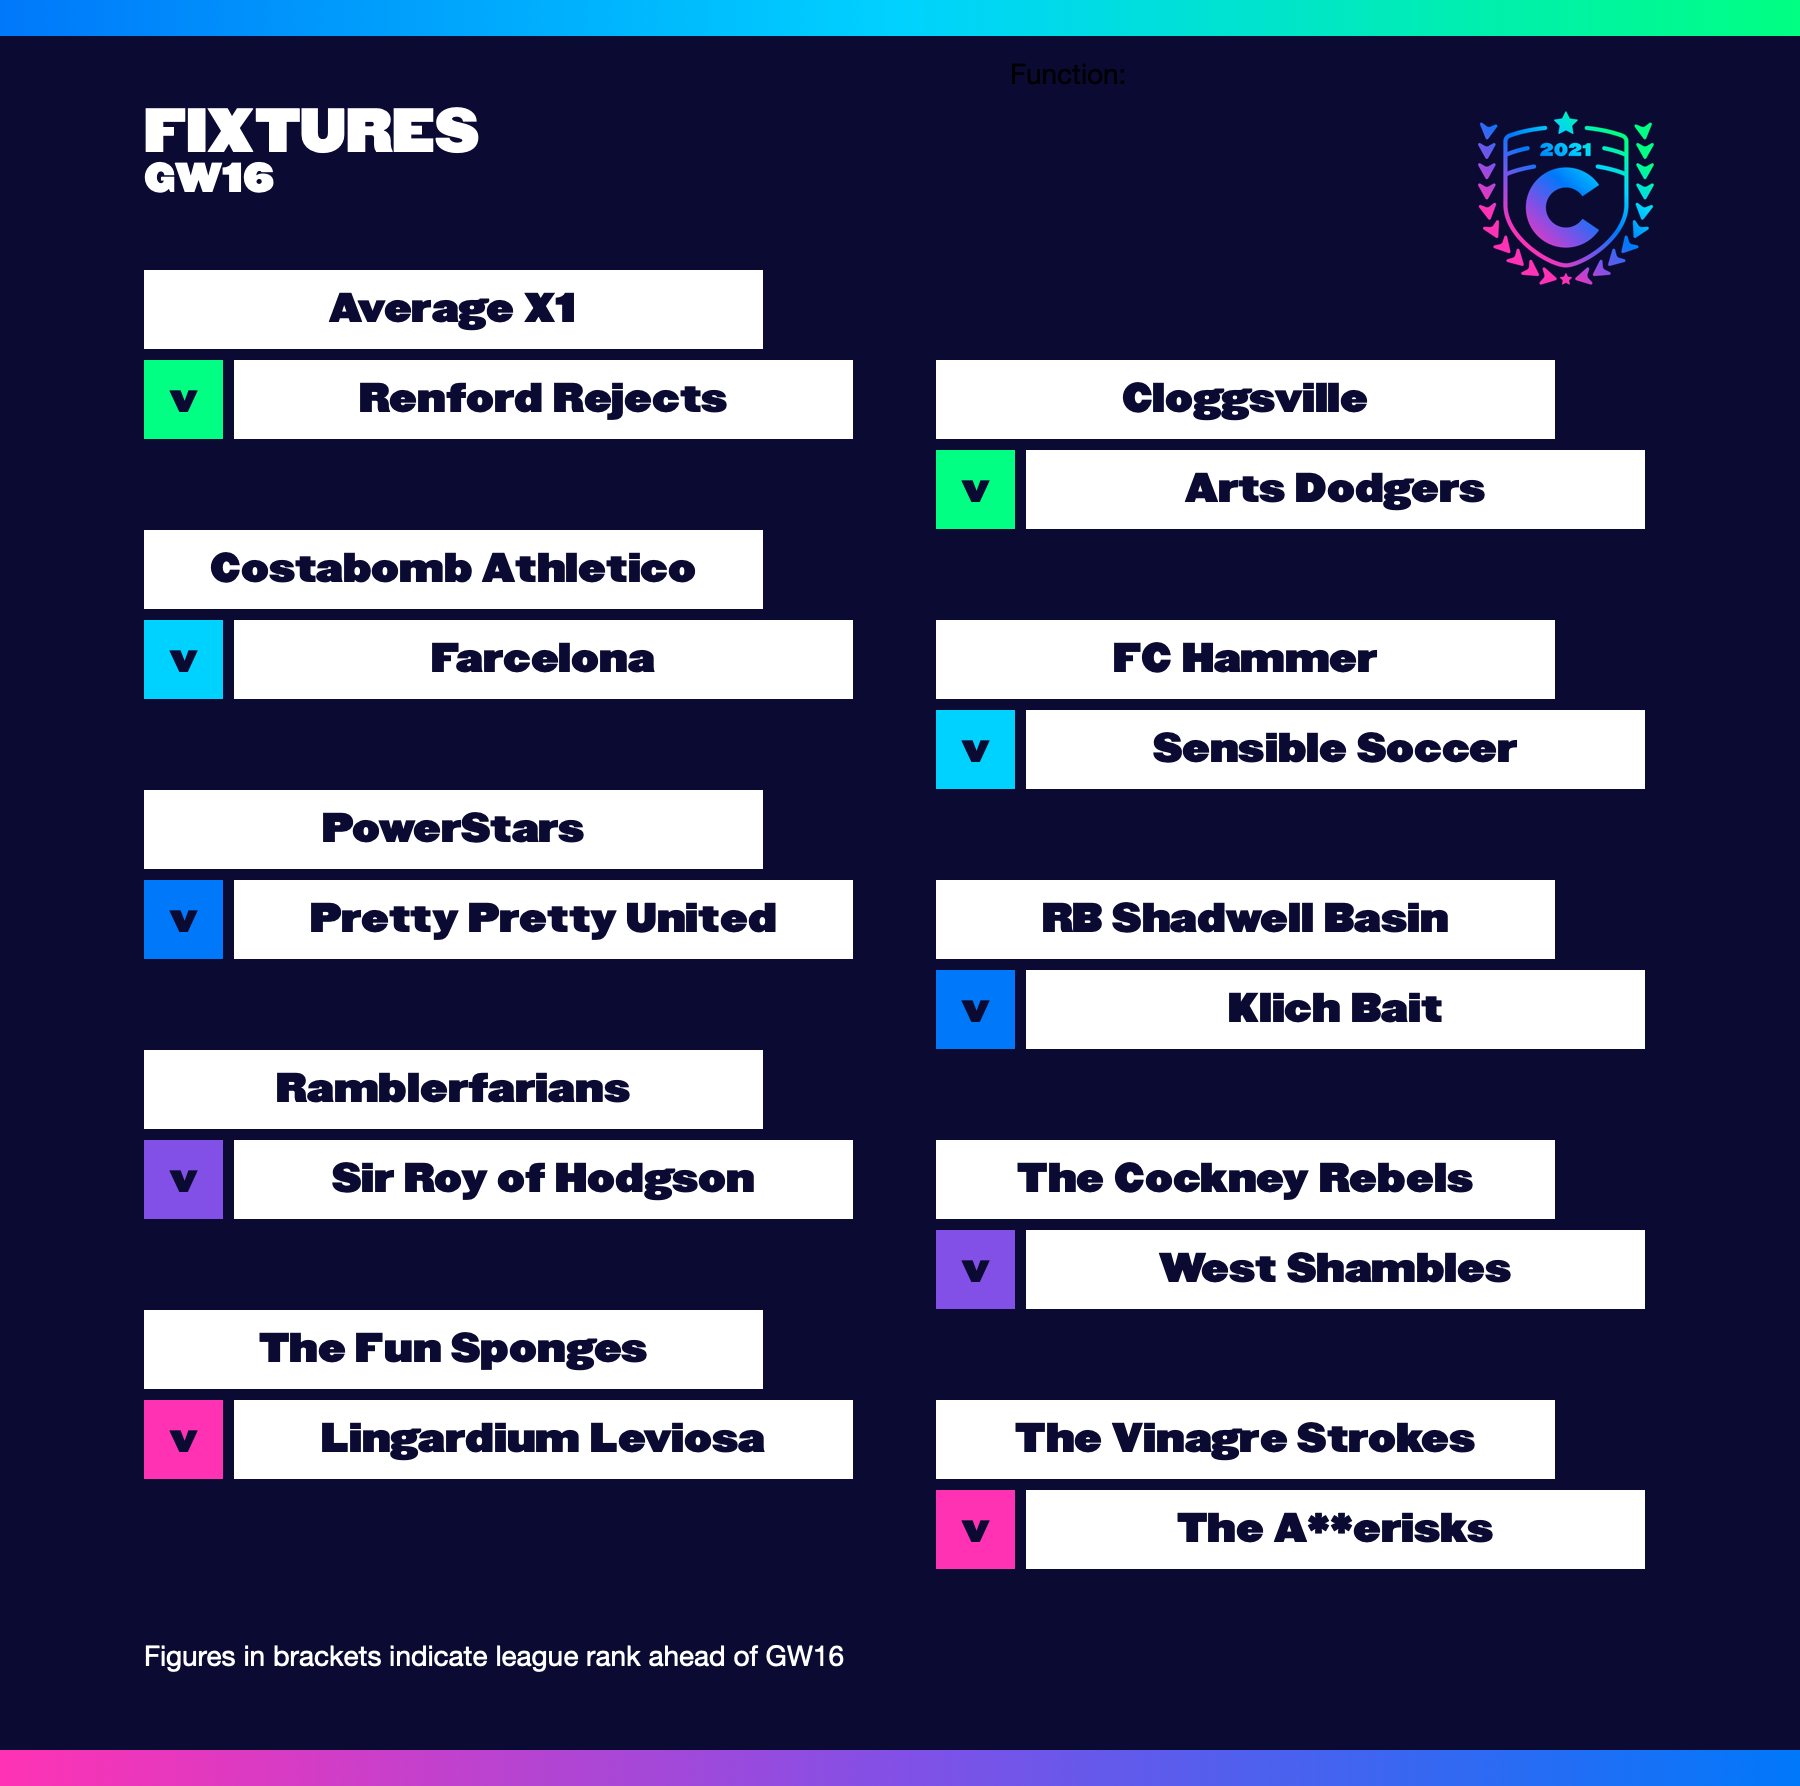 Function:
FIXTURES
GW16
2021
C
Average X1
v
Renford Rejects
Costabomb Athletico
v
Farcelona
PowerStars
v
Pretty Pretty United
Ramblerfarians
v
Sir Roy of Hodgson
The Fun Sponges
v
Lingardium Leviosa
Cloggsville
v
Arts Dodgers
FC Hammer
v
Sensible Soccer
RB Shadwell Basin
v
Klich Bait
The Cockney Rebels
v
West Shambles
The Vinagre Strokes
v
The A**erisks
Figures in brackets indicate league rank ahead of GW16